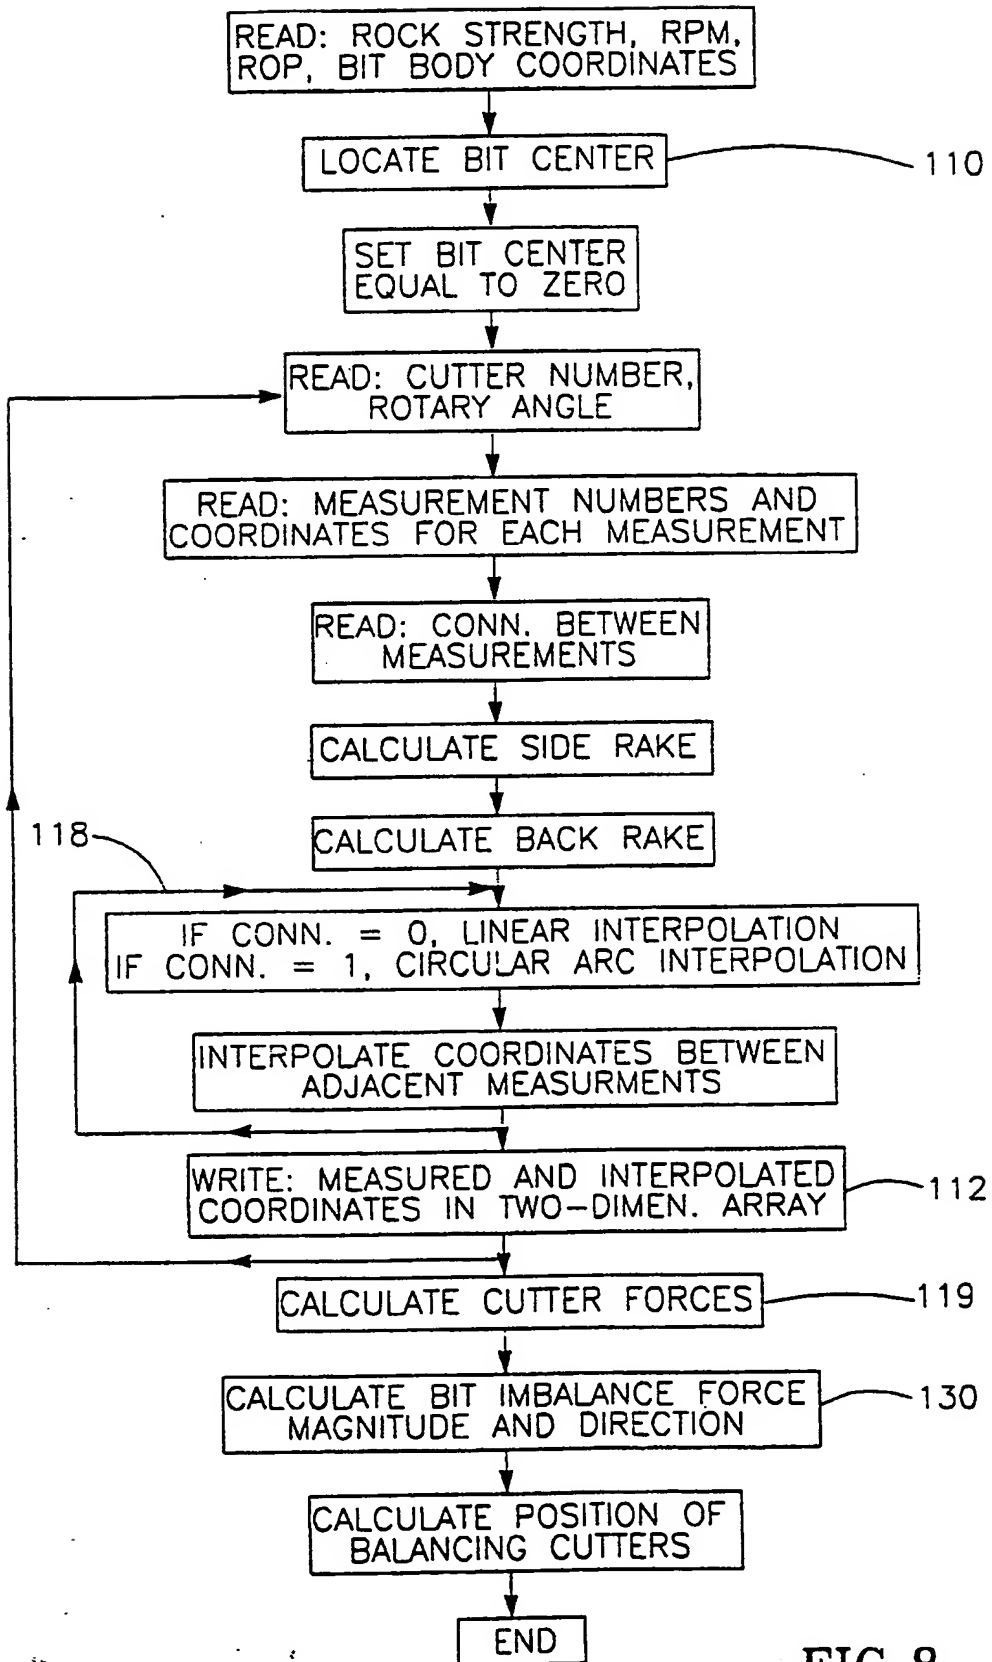 READ: ROCK STRENGTH, RPM,
ROP, BIT BODY COORDINATES
LOCATE BIT CENTER
110
SET BIT CENTER
EQUAL TO ZERO
READ: CUTTER NUMBER,
ROTARY ANGLE
READ: MEASUREMENT NUMBERS AND
COORDINATES FOR EACH MEASUREMENT
READ: CONN. BETWEEN
MEASUREMENTS
CALCULATE SIDE RAKE
CALCULATE BACK RAKE
118
IF CONN. = 0, LINEAR INTERPOLATION
IF CONN. = 1, CIRCULAR ARC INTERPOLATION
INTERPOLATE COORDINATES BETWEEN
ADJACENT MEASURMENTS
WRITE: MEASURED AND INTERPOLATED
COORDINATES IN TWO-DIMEN. ARRAY
112
CALCULATE CUTTER FORCES
119
CALCULATE BIT IMBALANCE FORCE
MAGNITUDE AND DIRECTION
130
CALCULATE POSITION OF
BALANCING CUTTERS
END
FIG. 8